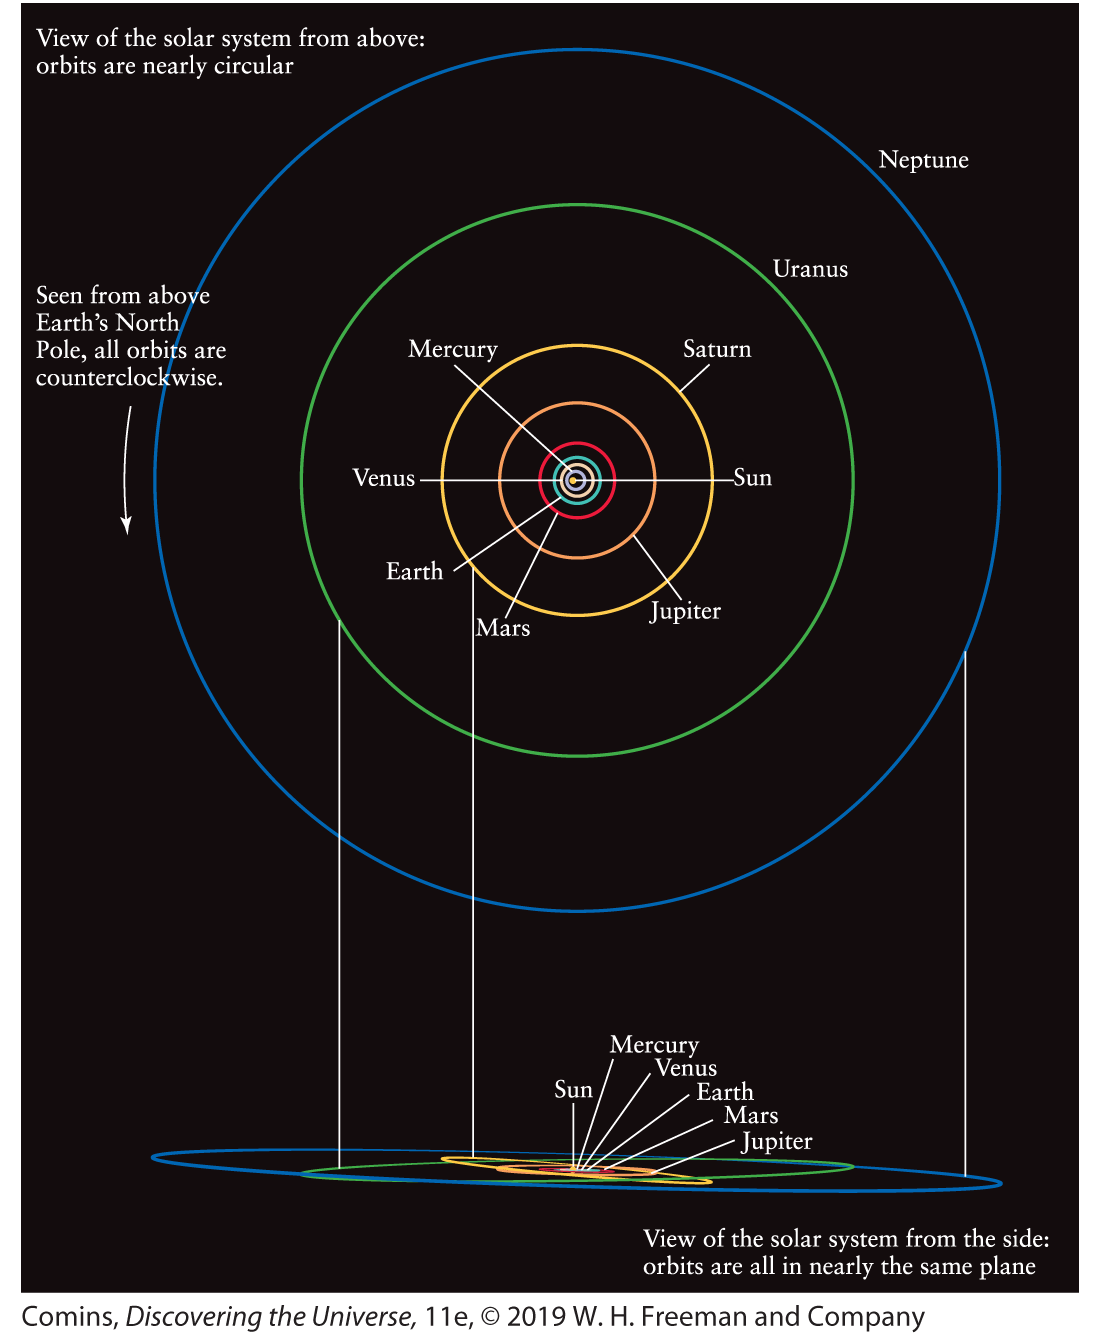 View of the solar system from above:
orbits are nearly circular
Neptune
Uranus
Seen from above
Earth’s North
Pole, all orbits are
counterclockwise.
Mercury
Saturn
Venus
Sun
Earth
Mars
Jupiter
Mercury
Venus
Sun
Earth
Mars
Jupiter
View of the solar system from the side:
orbits are all in nearly the same plane
Comins, Discovering the Universe, 11e, © 2019 W. H. Freeman and Company